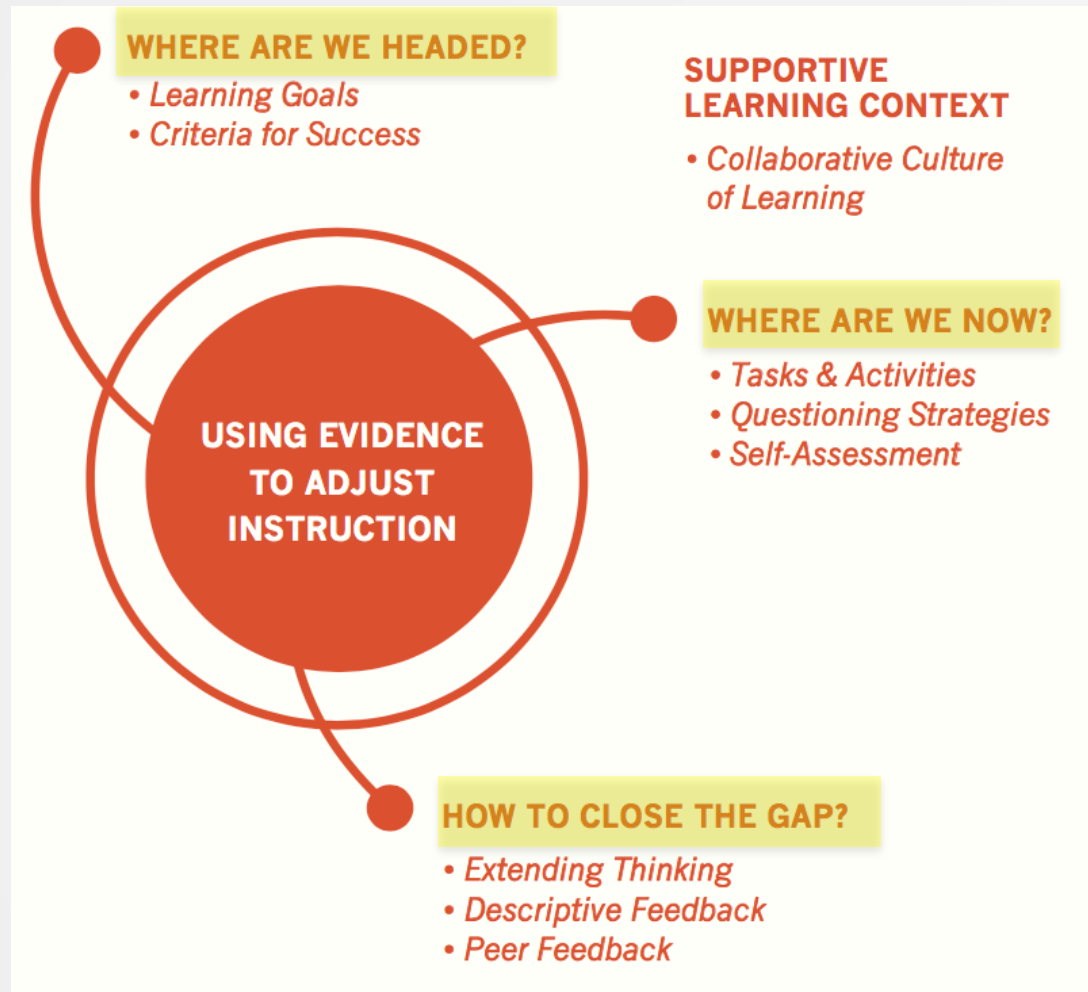 WHERE ARE WE HEADED?
• Learning Goals
• Criteria for Success
SUPPORTIVE
LEARNING CONTEXT
• Collaborative Culture
of Learning
WHERE ARE WE NOW?
• Tasks & Activities
• Questioning Strategies
• Self-Assessment
USING EVIDENCE
TO ADJUST
INSTRUCTION
HOW TO CLOSE THE GAP?
• Extending Thinking
• Descriptive Feedback
• Peer Feedback